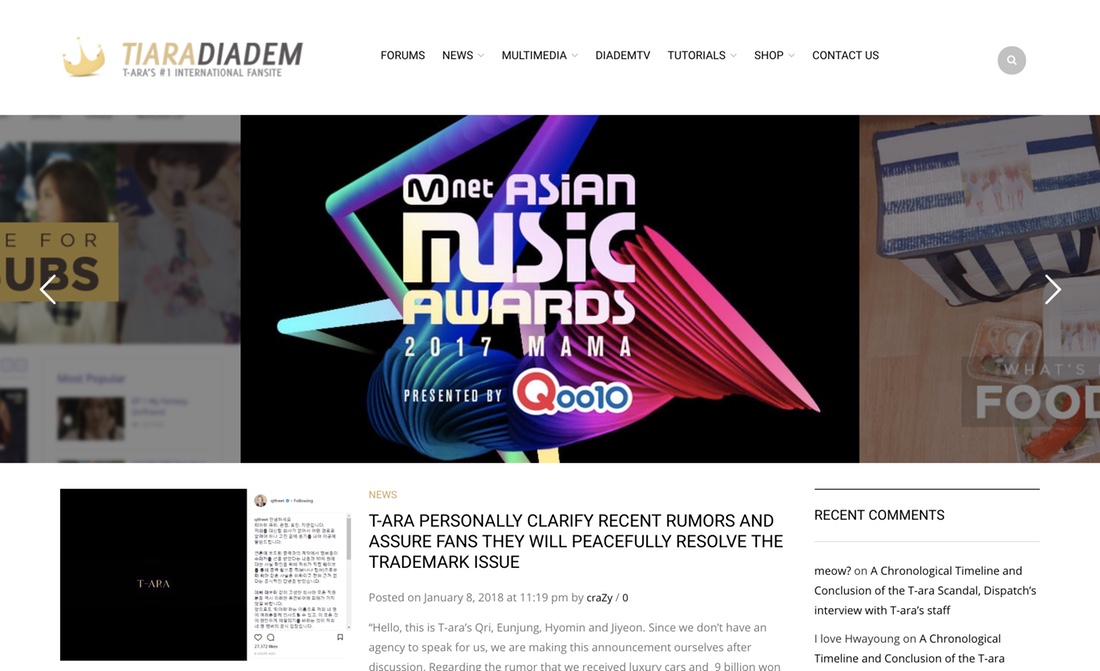 TIARADIADEM
T-ARA'S #1 INTERNATIONAL FANSITE
FORUMS NEWS MULTIMEDIA DIADEMTV TUTORIALS SHOP CONTACT US
E FOR
SUBS
Most Popular
mnet ASIAN
MUSIC
AWARDS
2017 MAMA
PRESENTED BY Qoo10
WHAT'S
FOOD
T-ARA
NEWS
T-ARA PERSONALLY CLARIFY RECENT RUMORS AND
ASSURE FANS THEY WILL PEACEFULLY RESOLVE THE
TRADEMARK ISSUE
Posted on January 8, 2018 at 11:19 pm by craZy / 0
“Hello, this is T-ara’s Qri, Eunjung, Hyomin and Jiyeon. Since we don’t have an
agency to speak for us, we are making this announcement ourselves after
discussion. Regarding the rumor that we received luxury cars and 9 billion won
RECENT COMMENTS
meow? on A Chronological Timeline and
Conclusion of the T-ara Scandal, Dispatch’s
interview with T-ara’s staff
I love Hwayoung on A Chronological
Timeline and Conclusion of the T-ara